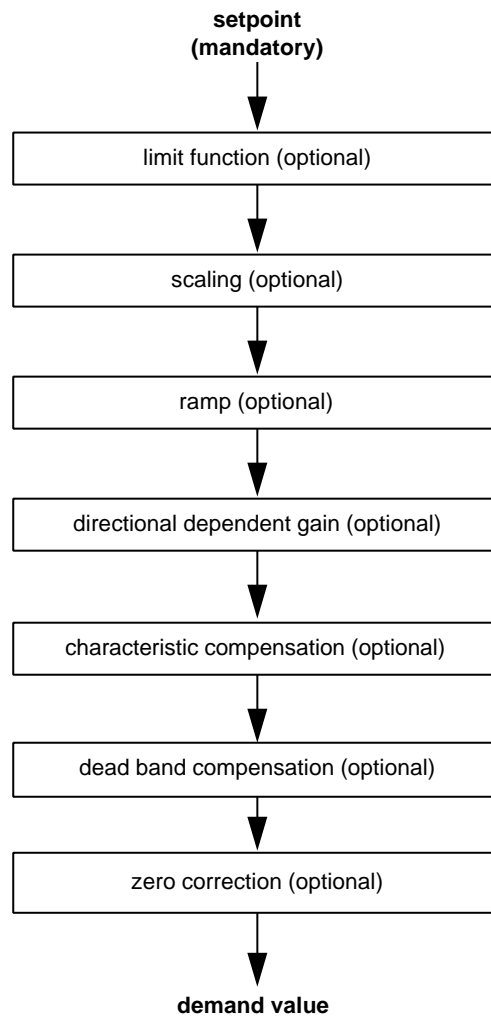 setpoint
(mandatory)
limit function (optional)
scaling (optional)
ramp (optional)
directional dependent gain (optional)
characteristic compensation (optional)
dead band compensation (optional)
zero correction (optional)
demand value